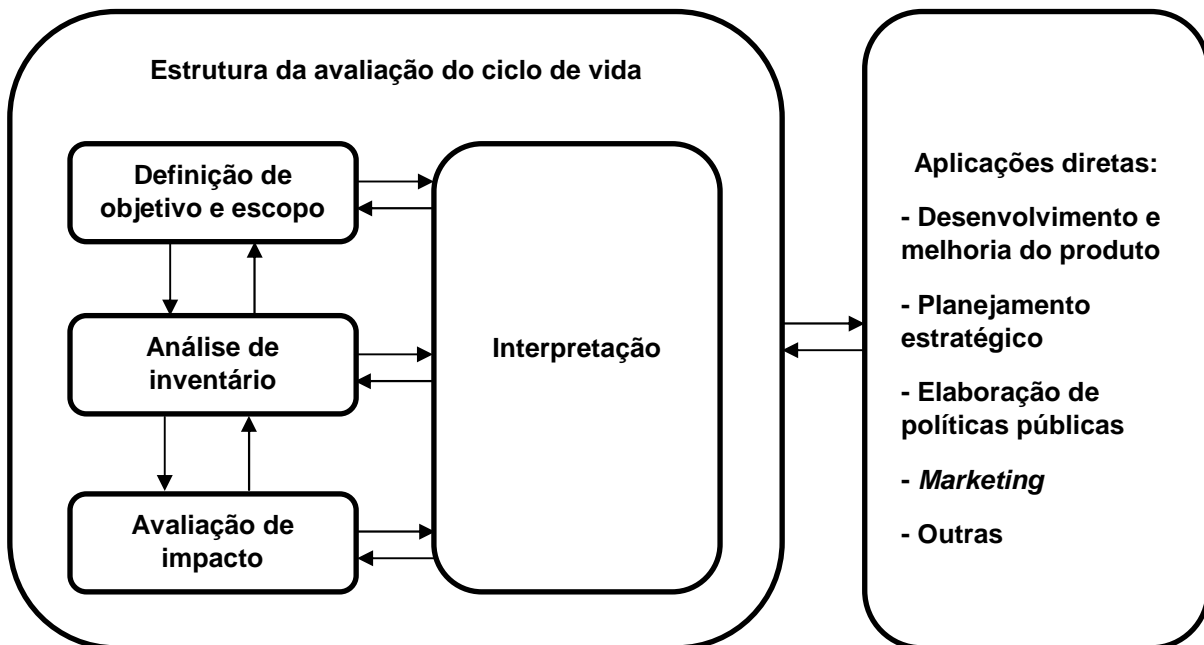 Estrutura da avaliação do ciclo de vida
Definição de
objetivo e escopo
Análise de
inventário
Avaliação de
impacto
Interpretação
Aplicações diretas:
- Desenvolvimento e
melhoria do produto
- Planejamento
estratégico
- Elaboração de
políticas públicas
- Marketing
- Outras